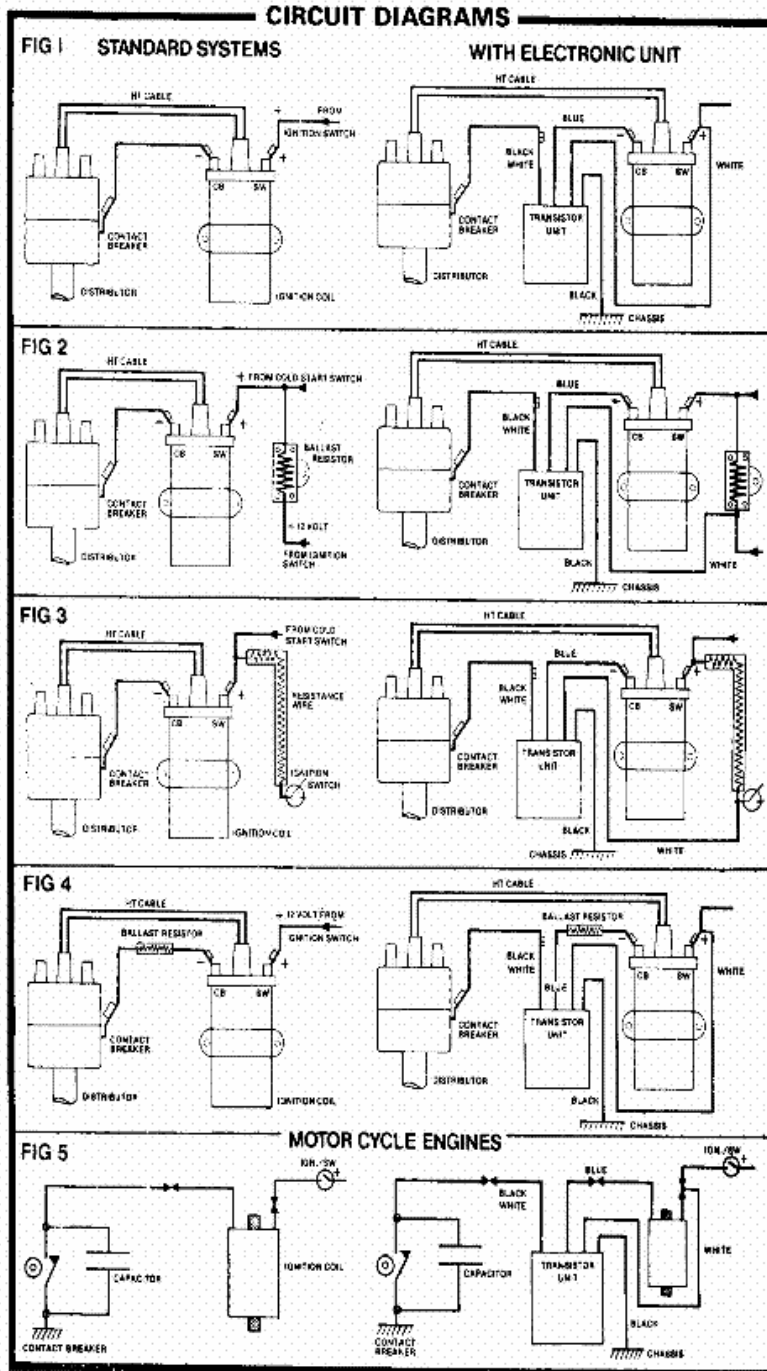 CIRCUIT DIAGRAMS
FIG 1
STANDARD SYSTEMS
WITH ELECTRONIC UNIT
HT CABLE
+
FROM
IGNITION SWITCH
-
+
CB
SW
CONTACT
BREAKER
DISTRIBUTOR
IGNITION COIL
HT CABLE
BLUE
BLACK
WHITE
-
+
CB
SW
WHITE
CONTACT
BREAKER
TRANSISTOR
UNIT
DISTRIBUTOR
BLACK
CHASSIS
FIG 2
HT CABLE
+ FROM COLD START SWITCH
-
+
CB
SW
BALLAST
RESISTOR
CONTACT
BREAKER
+ 12 VOLT
FROM IGNITION
SWITCH
DISTRIBUTOR
HT CABLE
BLUE
BLACK
WHITE
+
CB
SW
CONTACT
BREAKER
TRANSISTOR
UNIT
DISTRIBUTOR
BLACK
WHITE
CHASSIS
FIG 3
FROM COLD
START SWITCH
HT CABLE
-
+
CB
SW
RESISTANCE
WIRE
CONTACT
BREAKER
IGNITION
SWITCH
DISTRIBUTOR
IGNITION COIL
HT CABLE
BLUE
BLACK
WHITE
-
+
CB
SW
CONTACT
BREAKER
TRANSISTOR
UNIT
DISTRIBUTOR
BLACK
CHASSIS
WHITE
FIG 4
HT CABLE
BALLAST RESISTOR
+ 12 VOLT FROM
IGNITION SWITCH
-
+
CB
SW
CONTACT
BREAKER
DISTRIBUTOR
IGNITION COIL
HT CABLE
BALLAST RESISTOR
BLACK
WHITE
BLUE
-
+
CB
SW
WHITE
CONTACT
BREAKER
TRANSISTOR
UNIT
DISTRIBUTOR
BLACK
CHASSIS
MOTOR CYCLE ENGINES
FIG 5
IGN./SW
+
CAPACITOR
IGNITION COIL
CONTACT BREAKER
BLACK
WHITE
BLUE
IGN./SW
+
CAPACITOR
TRANSISTOR
UNIT
WHITE
CONTACT
BREAKER
BLACK
CHASSIS